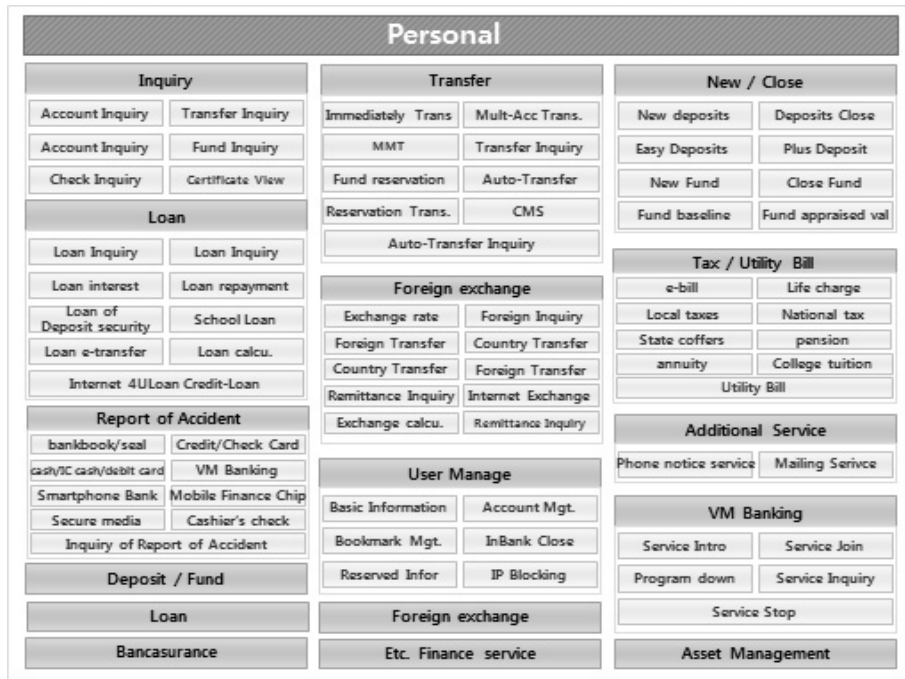 Personal
Inquiry
Account Inquiry
Transfer Inquiry
Account Inquiry
Fund Inquiry
Check Inquiry
Certificate View
Loan
Loan Inquiry
Loan Inquiry
Loan interest
Loan repayment
Loan of
Deposit security
School Loan
Loan e-transfer
Loan calcu.
Internet 4ULoan Credit-Loan
Report of Accident
bankbook/seal
Credit/Check Card
cash/IC cash/debit card
VM Banking
Smartphone Bank
Mobile Finance Chip
Secure media
Cashier's check
Inquiry of Report of Accident
Deposit / Fund
Loan
Bancasurance
Transfer
Immediately Trans
Mult-Acc Trans.
MMT
Transfer Inquiry
Fund reservation
Auto-Transfer
Reservation Trans.
CMS
Auto-Transfer Inquiry
Foreign exchange
Exchange rate
Foreign Inquiry
Foreign Transfer
Country Transfer
Country Transfer
Foreign Transfer
Remittance Inquiry
Internet Exchange
Exchange calcu.
Remittance Inquiry
User Manage
Basic Information
Account Mgt.
Bookmark Mgt.
InBank Close
Reserved Infor
IP Blocking
Foreign exchange
Etc. Finance service
New / Close
New deposits
Deposits Close
Easy Deposits
Plus Deposit
New Fund
Close Fund
Fund baseline
Fund appraised val
Tax / Utility Bill
e-bill
Life charge
Local taxes
National tax
State coffers
pension
annuity
College tuition
Utility Bill
Additional Service
Phone notice service
Mailing Serivce
VM Banking
Service Intro
Service Join
Program down
Service Inquiry
Service Stop
Asset Management